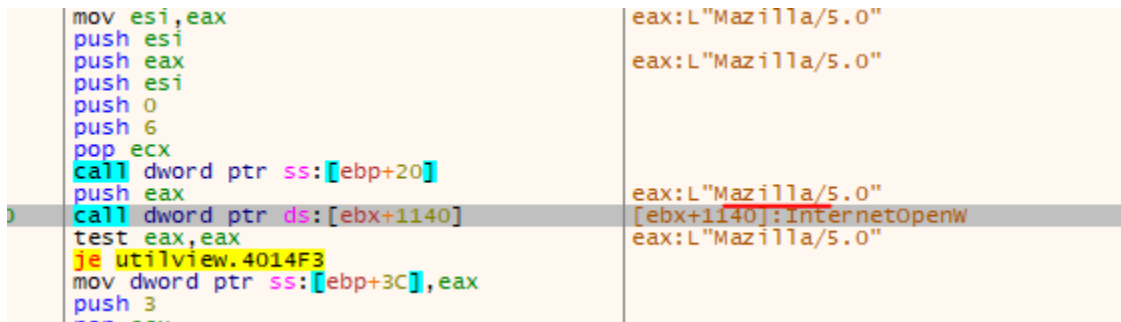 mov esi,eax eax:L"Mazilla/5.0"
push esi
push eax eax:L"Mazilla/5.0"
push esi
push 0
push 6
pop ecx
call dword ptr ss:[ebp+20]
push eax eax:L"Mazilla/5.0"
call dword ptr ds:[ebx+1140] [ebx+1140]:InternetOpenW
test eax,eax eax:L"Mazilla/5.0"
je utilview.4014F3
mov dword ptr ss:[ebp+3C],eax
push 3